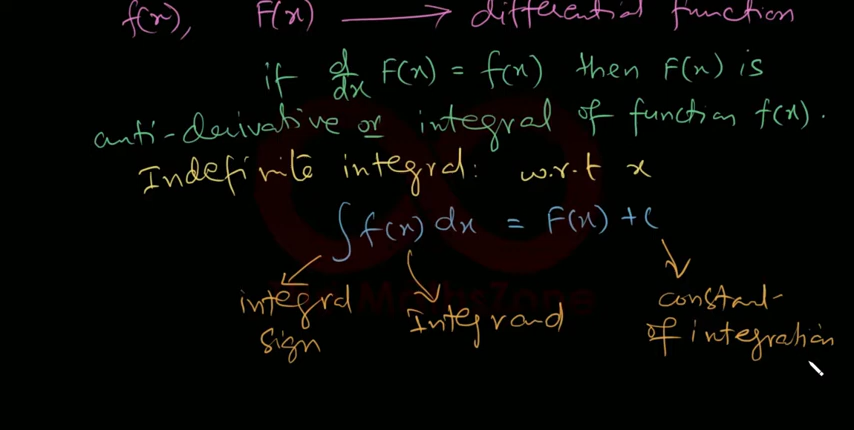 f(x), F(x) ⟶ differential function
if d/dx F(x) = f(x) then F(x) is
anti-derivative or integral of function f(x).
Indefinite integral: w.r.t x
∫ f(x) dx = F(x) + C
integral sign
Integrand
constant of integration